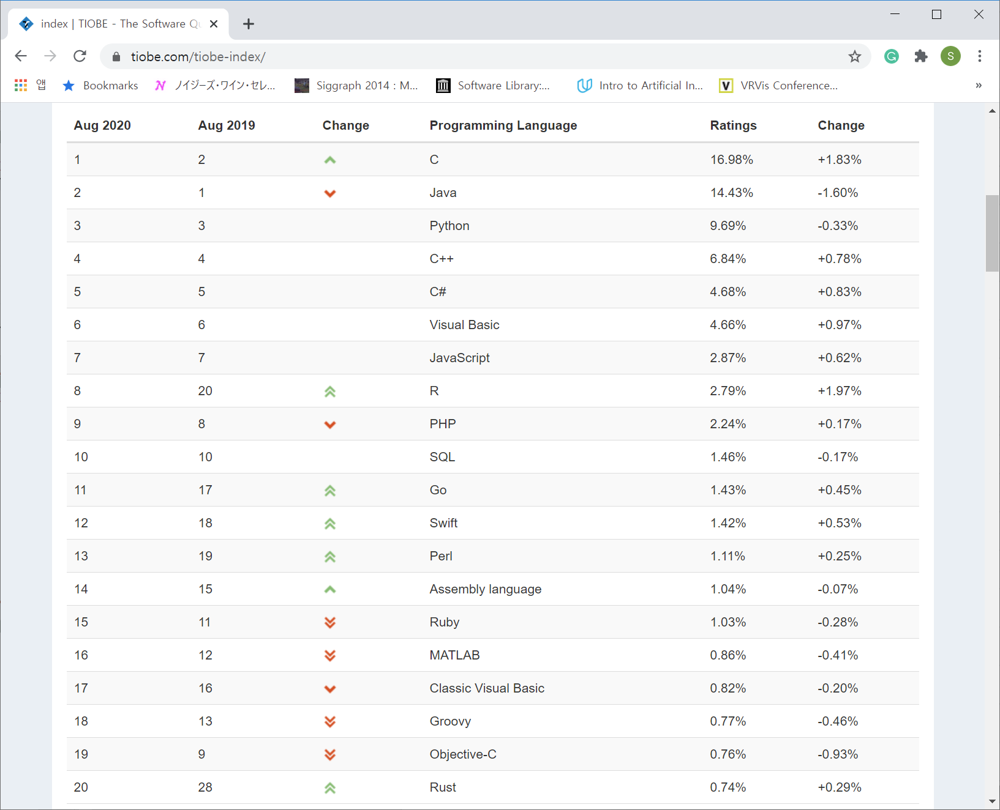 index | TIOBE - The Software Qu
tiobe.com/tiobe-index/
S
앱 Bookmarks ノイジーズ・ワイン・セレ... Siggraph 2014 : M... Software Library:... Intro to Artificial In... VRVis Conference... »
Aug 2020 Aug 2019 Change Programming Language Ratings Change
1 2 C 16.98% +1.83%
2 1 Java 14.43% -1.60%
3 3 Python 9.69% -0.33%
4 4 C++ 6.84% +0.78%
5 5 C# 4.68% +0.83%
6 6 Visual Basic 4.66% +0.97%
7 7 JavaScript 2.87% +0.62%
8 20 R 2.79% +1.97%
9 8 PHP 2.24% +0.17%
10 10 SQL 1.46% -0.17%
11 17 Go 1.43% +0.45%
12 18 Swift 1.42% +0.53%
13 19 Perl 1.11% +0.25%
14 15 Assembly language 1.04% -0.07%
15 11 Ruby 1.03% -0.28%
16 12 MATLAB 0.86% -0.41%
17 16 Classic Visual Basic 0.82% -0.20%
18 13 Groovy 0.77% -0.46%
19 9 Objective-C 0.76% -0.93%
20 28 Rust 0.74% +0.29%